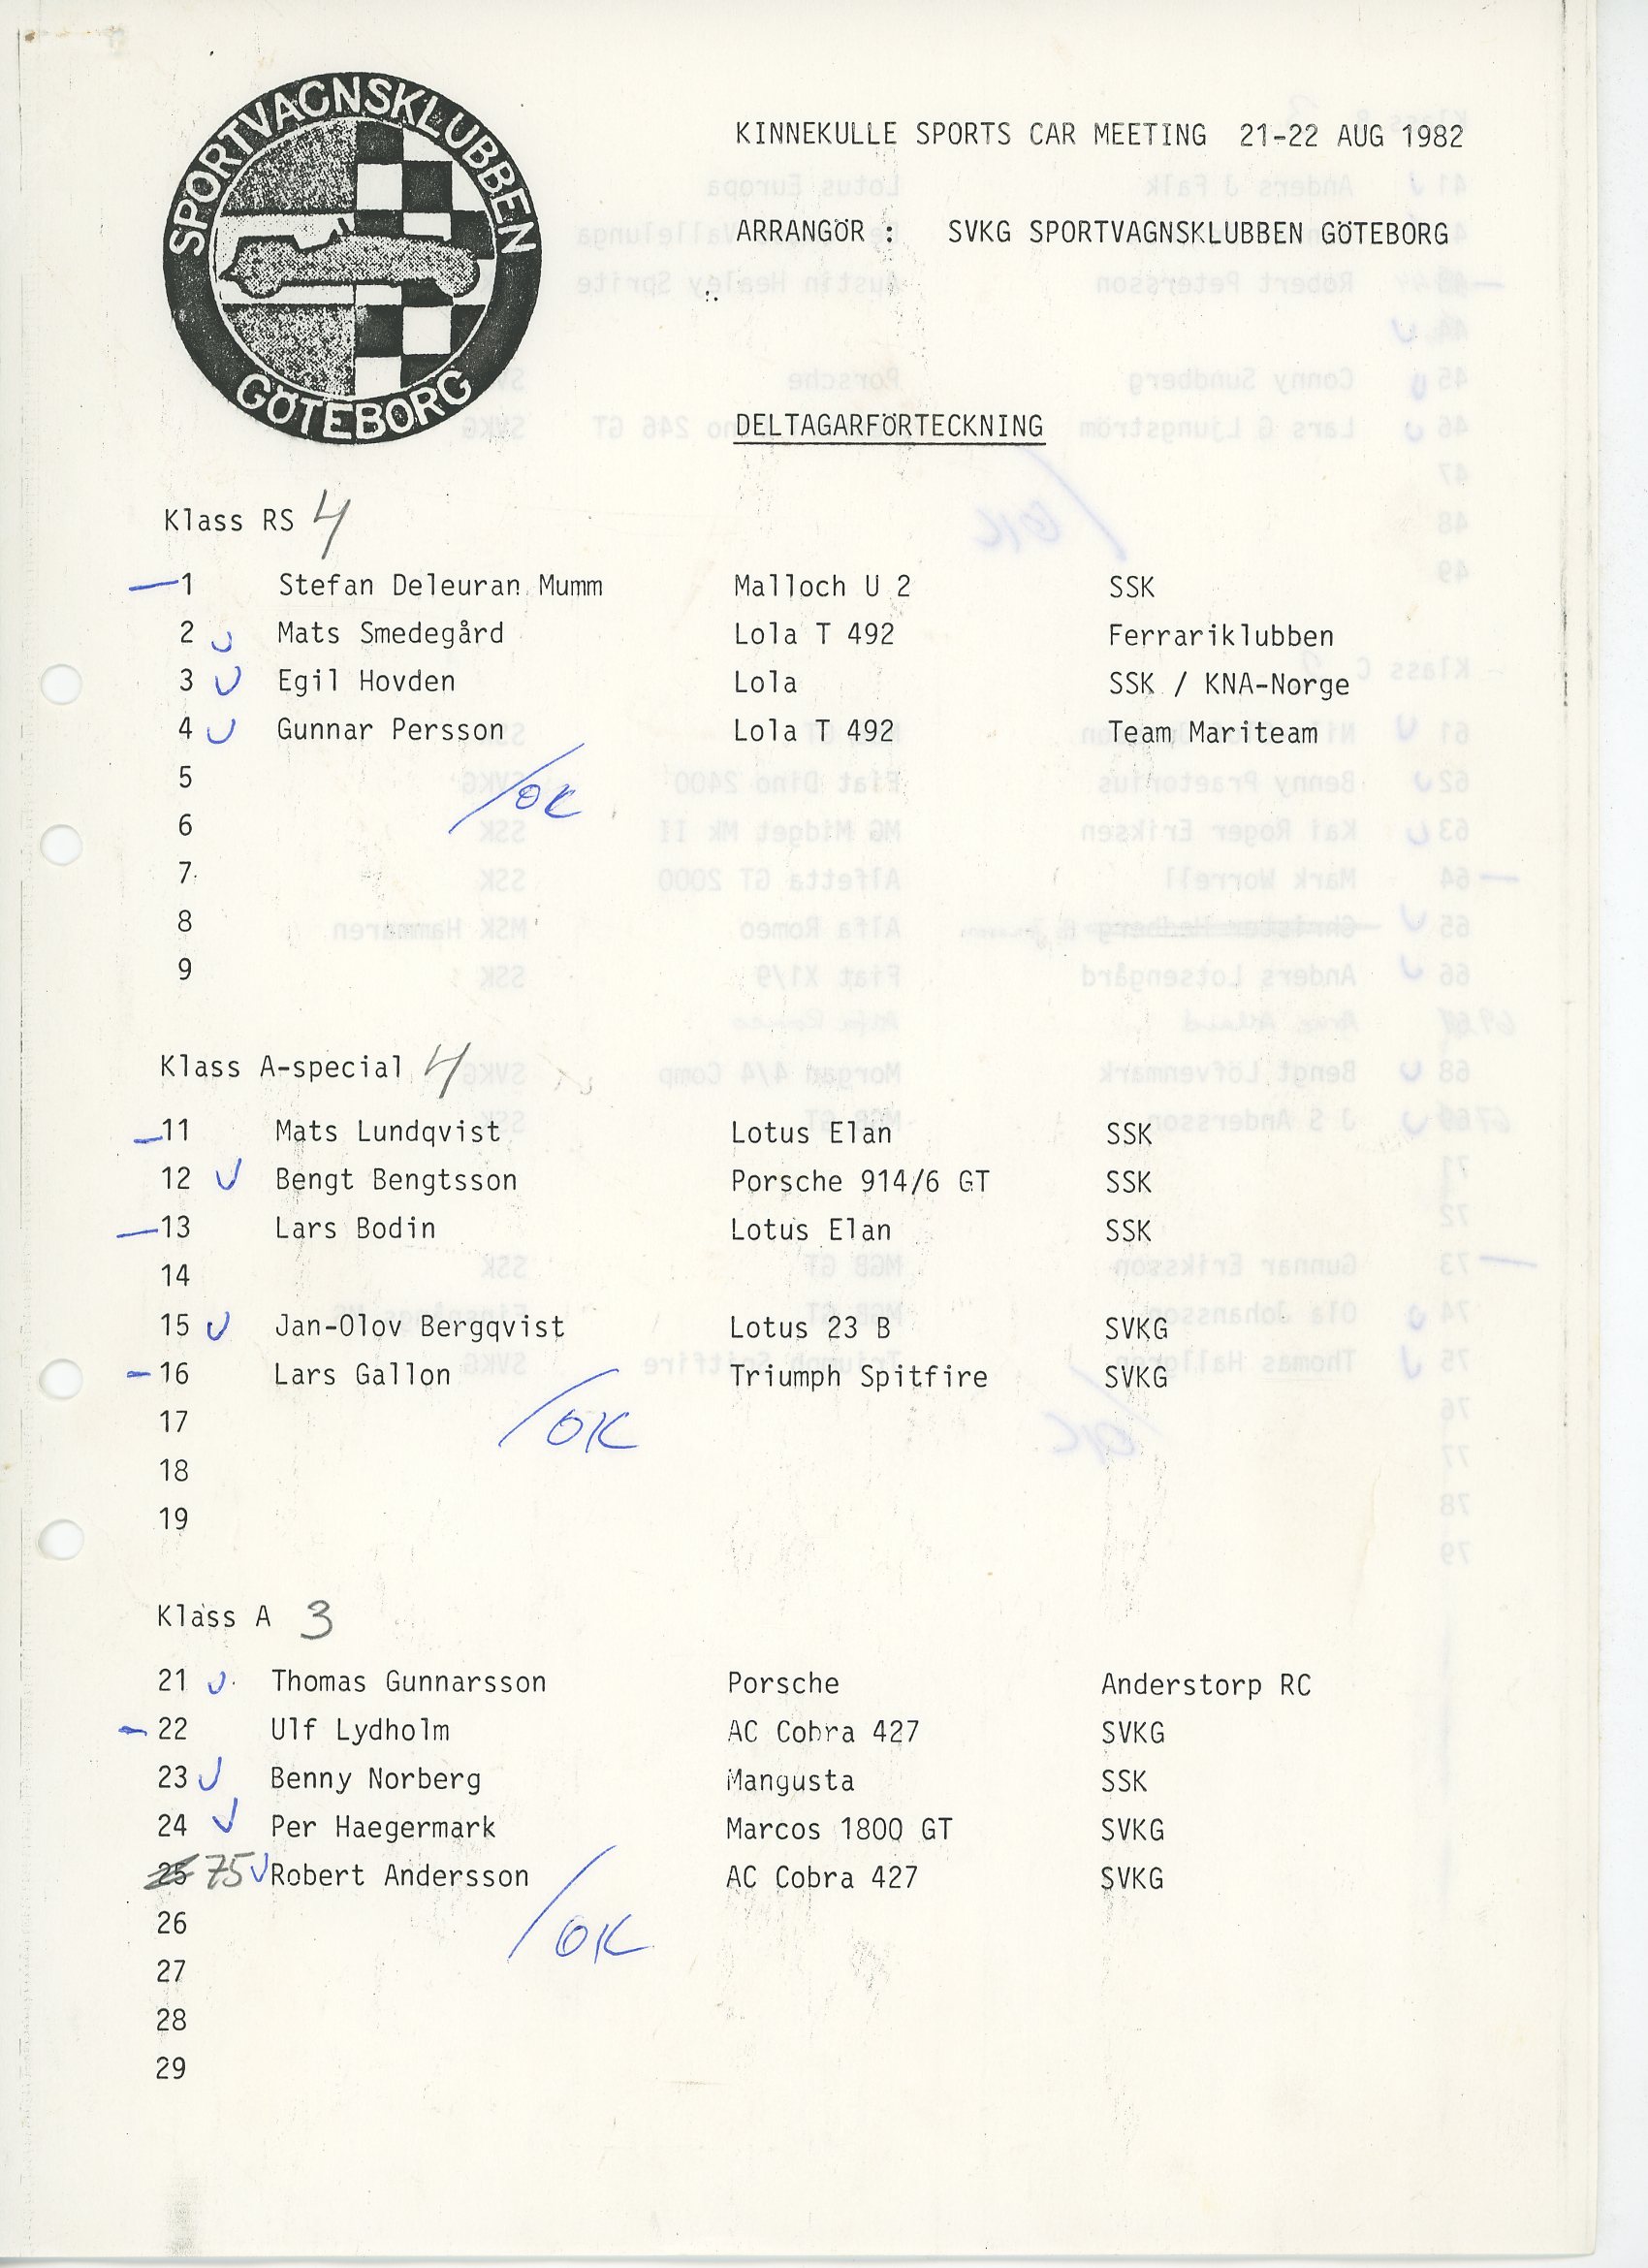 SPORTVAGNSKLUBBEN
GÖTEBORG
KINNEKULLE SPORTS CAR MEETING 21-22 AUG 1982
ARRANGÖR : SVKG SPORTVAGNSKLUBBEN GÖTEBORG
DELTAGARFÖRTECKNING
Klass RS 4
1 Stefan Deleuran Mumm Malloch U 2 SSK
2 Mats Smedegård Lola T 492 Ferrariklubben
3 Egil Hovden Lola SSK / KNA-Norge
4 Gunnar Persson Lola T 492 Team Mariteam
5
/OK
6
7
8
9
Klass A-special 4
11 Mats Lundqvist Lotus Elan SSK
12 Bengt Bengtsson Porsche 914/6 GT SSK
13 Lars Bodin Lotus Elan SSK
14
15 Jan-Olov Bergqvist Lotus 23 B SVKG
16 Lars Gallon Triumph Spitfire SVKG
17 /OK
18
19
Klass A 3
21 Thomas Gunnarsson Porsche Anderstorp RC
22 Ulf Lydholm AC Cobra 427 SVKG
23 Benny Norberg Mangusta SSK
24 Per Haegermark Marcos 1800 GT SVKG
25 75 Robert Andersson AC Cobra 427 SVKG
26 /OK
27
28
29